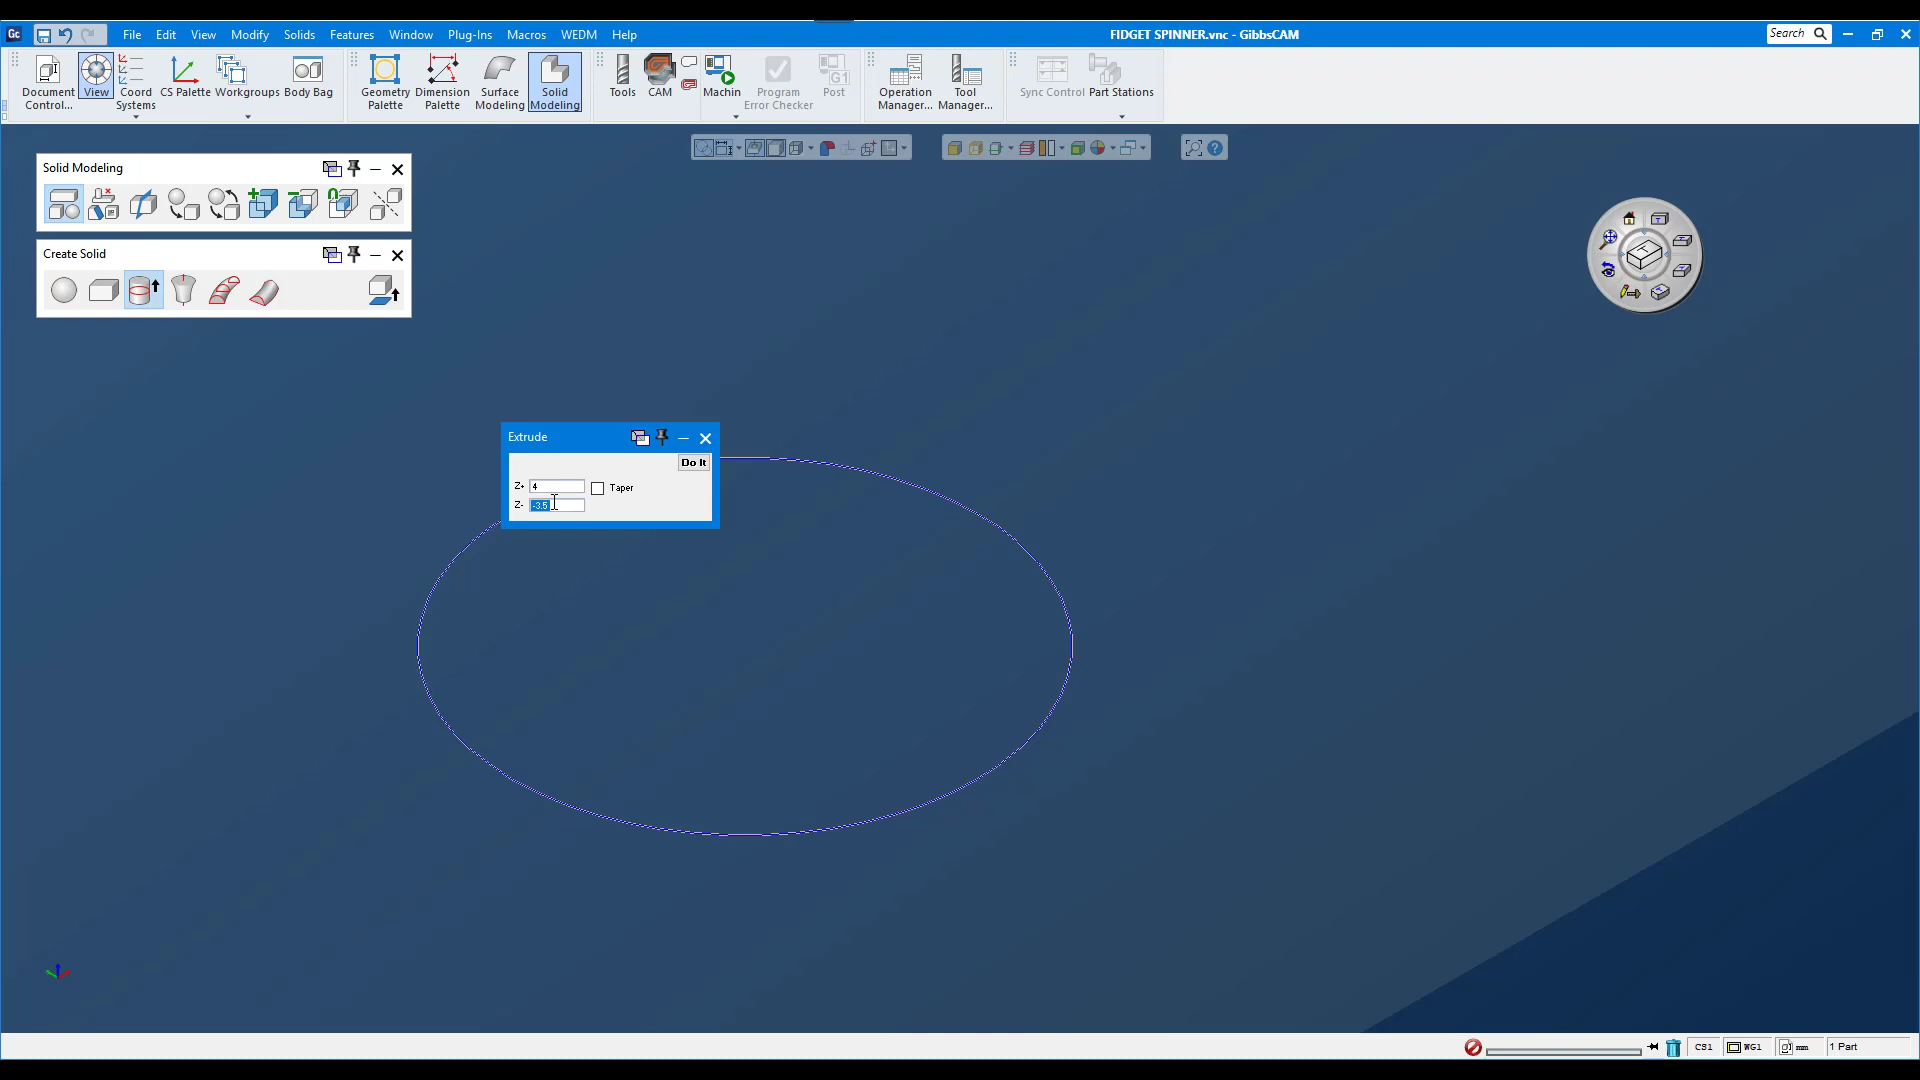 Gc File Edit View Modify Solids Features Window Plug-Ins Macros WEDM Help FIDGET SPINNER.vnc - GibbsCAM Search
Document Control...
View
Coord Systems
CS Palette
Workgroups
Body Bag
Geometry Palette
Dimension Palette
Surface Modeling
Solid Modeling
Tools
CAM
Machin
Program Error Checker
G1
Post
Operation Manager...
Tool Manager...
Sync Control
Part Stations
Solid Modeling
Create Solid
Extrude
Do It
Z+ 4 Taper
Z- -3.5
CS1 WG1 mm 1 Part